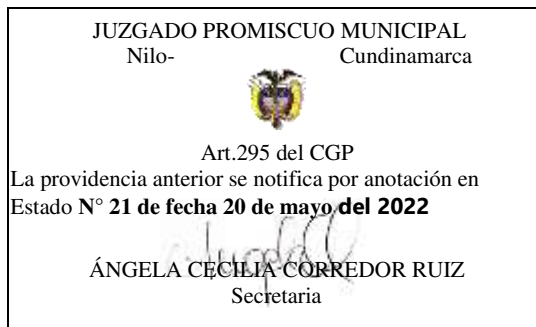 JUZGADO PROMISCUO MUNICIPAL
Nilo- Cundinamarca
Art.295 del CGP
La providencia anterior se notifica por anotación en
Estado N° 21 de fecha 20 de mayo del 2022
ÁNGELA CECILIA CORREDOR RUIZ
Secretaria